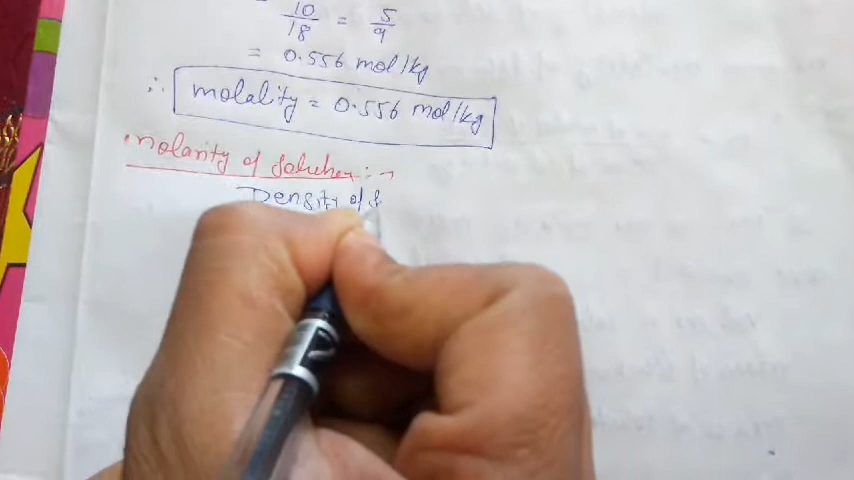 10/18 = 5/9
= 0.556 mol/kg
∴ molality = 0.556 mol/kg
Molarity of Solution :-
Density of S